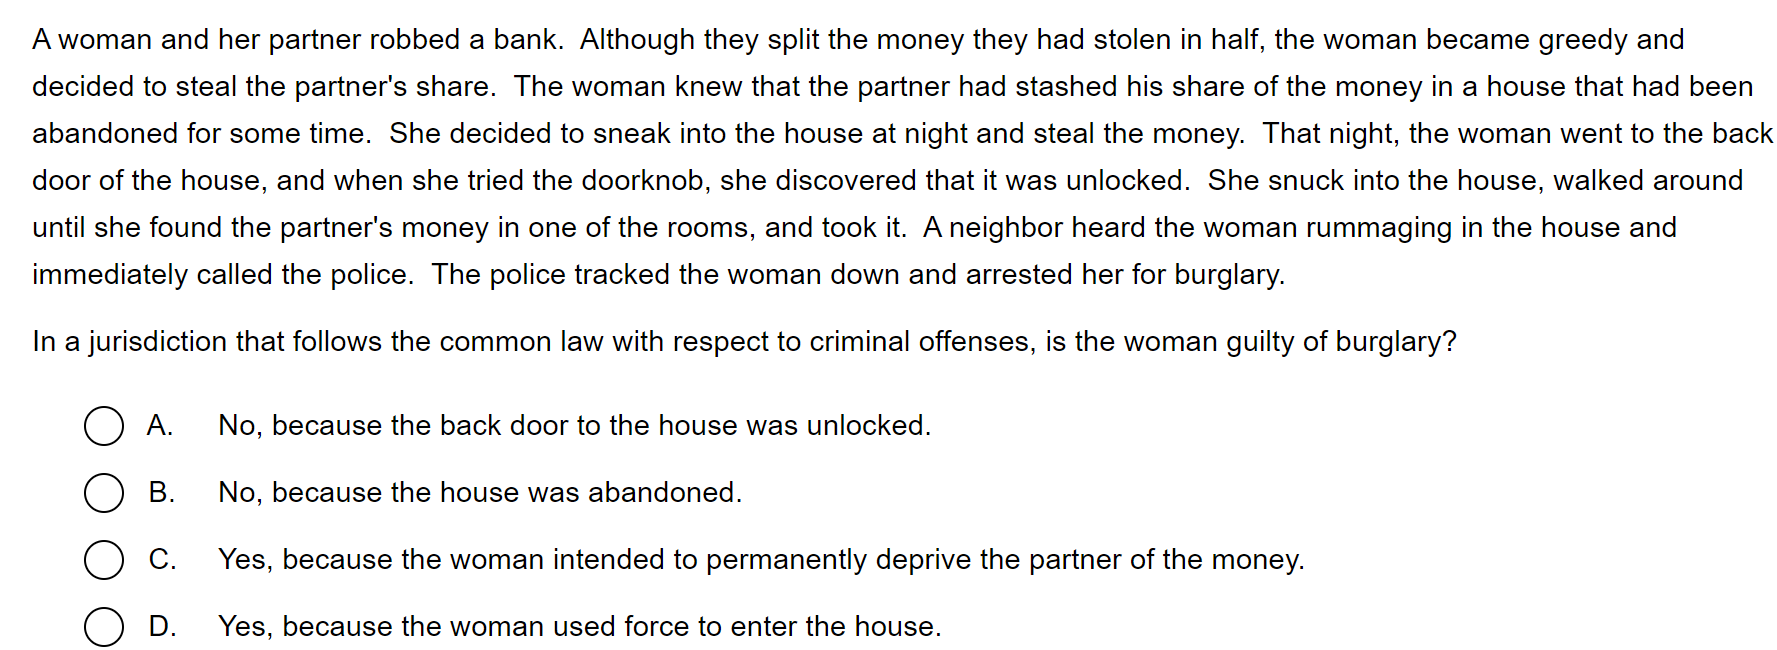 A woman and her partner robbed a bank.  Although they split the money they had stolen in half, the woman became greedy and
decided to steal the partner's share.  The woman knew that the partner had stashed his share of the money in a house that had been
abandoned for some time.  She decided to sneak into the house at night and steal the money.  That night, the woman went to the back
door of the house, and when she tried the doorknob, she discovered that it was unlocked.  She snuck into the house, walked around
until she found the partner's money in one of the rooms, and took it.  A neighbor heard the woman rummaging in the house and
immediately called the police.  The police tracked the woman down and arrested her for burglary.
In a jurisdiction that follows the common law with respect to criminal offenses, is the woman guilty of burglary?
A. No, because the back door to the house was unlocked.
B. No, because the house was abandoned.
C. Yes, because the woman intended to permanently deprive the partner of the money.
D. Yes, because the woman used force to enter the house.